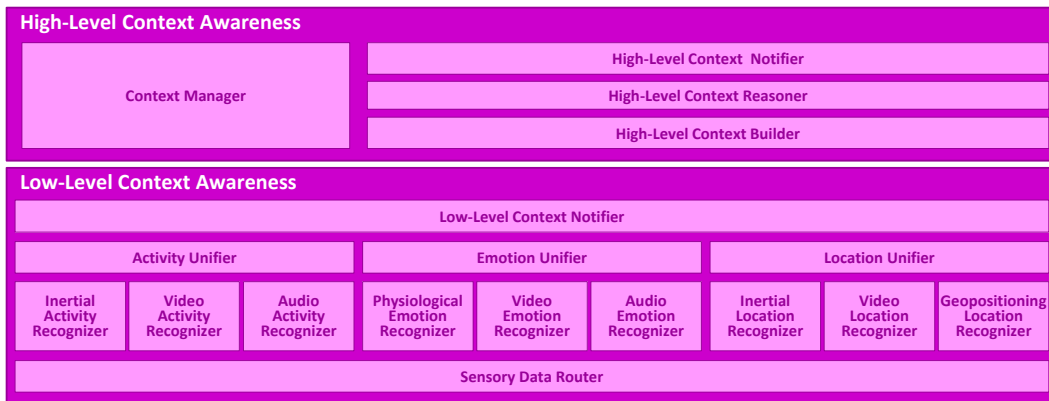 High-Level Context Awareness
Context Manager
High-Level Context Notifier
High-Level Context Reasoner
High-Level Context Builder
Low-Level Context Awareness
Low-Level Context Notifier
Activity Unifier
Emotion Unifier
Location Unifier
Inertial
Activity
Recognizer
Video
Activity
Recognizer
Audio
Activity
Recognizer
Physiological
Emotion
Recognizer
Video
Emotion
Recognizer
Audio
Emotion
Recognizer
Inertial
Location
Recognizer
Video
Location
Recognizer
Geopositioning
Location
Recognizer
Sensory Data Router